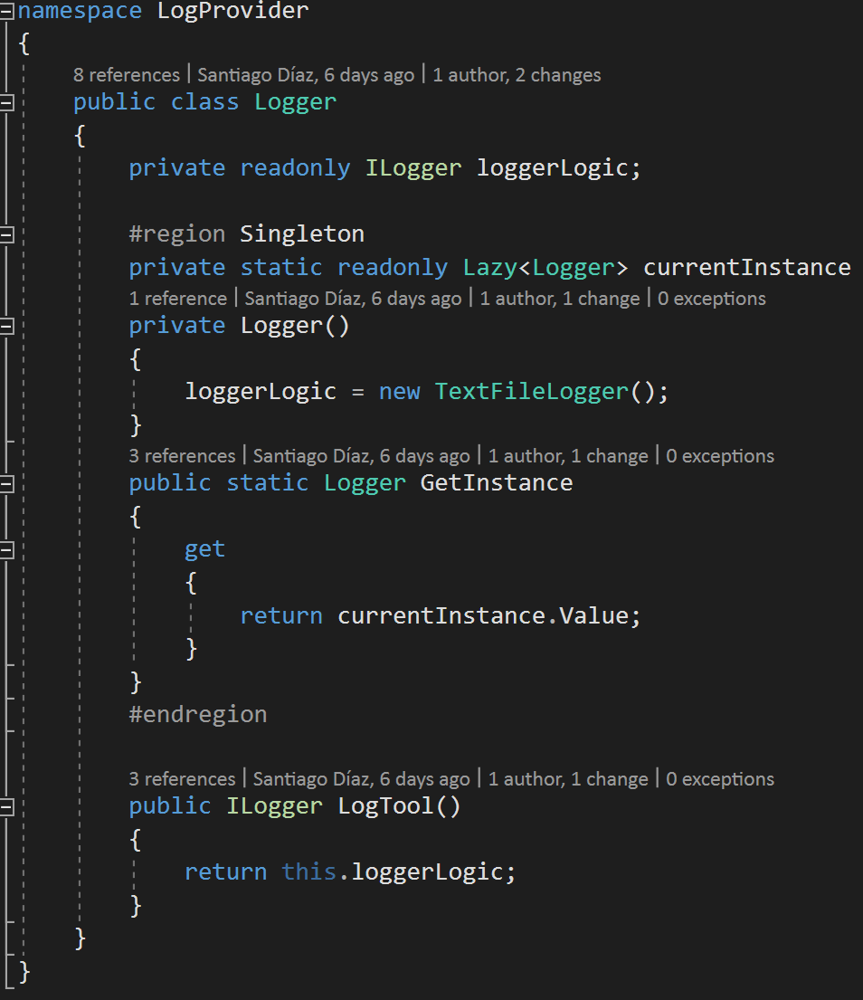 namespace LogProvider
{
8 references | Santiago Díaz, 6 days ago | 1 author, 2 changes
public class Logger
{
private readonly ILogger loggerLogic;
#region Singleton
private static readonly Lazy<Logger> currentInstance
1 reference | Santiago Díaz, 6 days ago | 1 author, 1 change | 0 exceptions
private Logger()
{
loggerLogic = new TextFileLogger();
}
3 references | Santiago Díaz, 6 days ago | 1 author, 1 change | 0 exceptions
public static Logger GetInstance
{
get
{
return currentInstance.Value;
}
}
#endregion
3 references | Santiago Díaz, 6 days ago | 1 author, 1 change | 0 exceptions
public ILogger LogTool()
{
return this.loggerLogic;
}
}
}